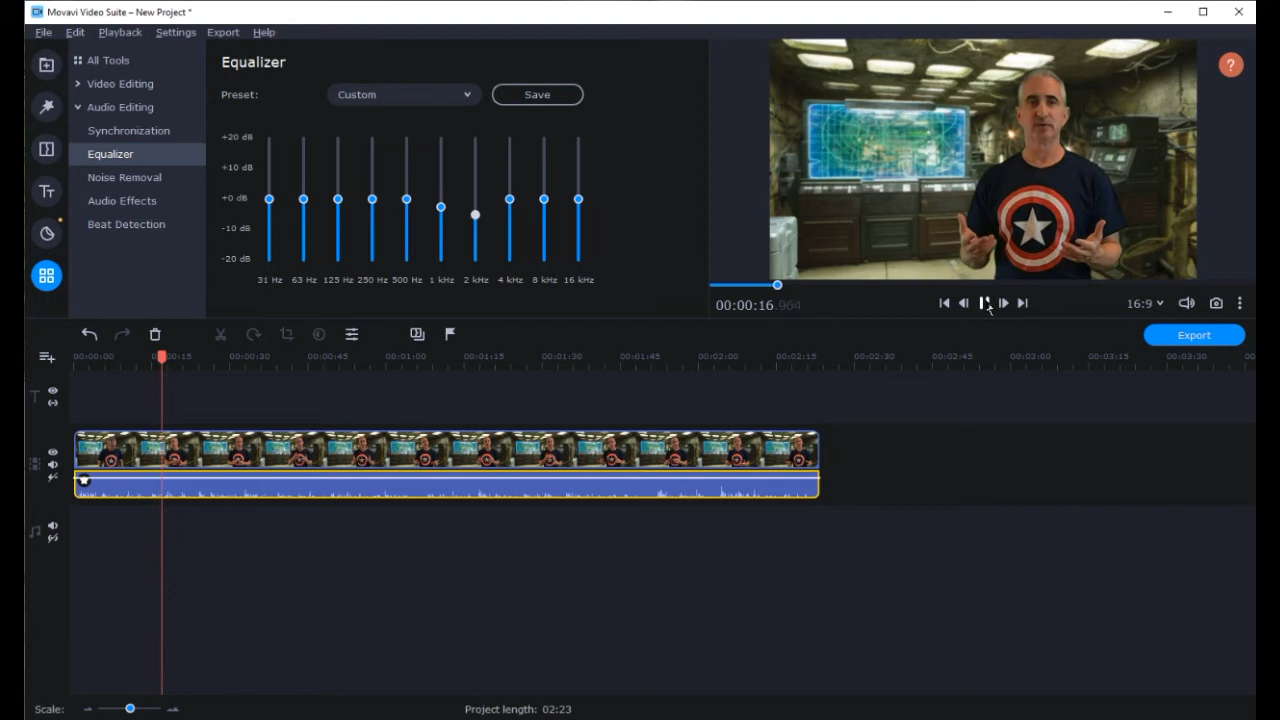 Movavi Video Suite – New Project *
File Edit Playback Settings Export Help
All Tools
Video Editing
Audio Editing
Synchronization
Equalizer
Noise Removal
Audio Effects
Beat Detection
Equalizer
Preset: Custom Save
+20 dB
+10 dB
+0 dB
-10 dB
-20 dB
31 Hz 63 Hz 125 Hz 250 Hz 500 Hz 1 kHz 2 kHz 4 kHz 8 kHz 16 kHz
?
00:00:16.964
16:9
Export
00:00:00 00:00:15 00:00:30 00:00:45 00:01:00 00:01:15 00:01:30 00:01:45 00:02:00 00:02:15 00:02:30 00:02:45 00:03:00 00:03:15 00:03:30 00
Scale:
Project length: 02:23